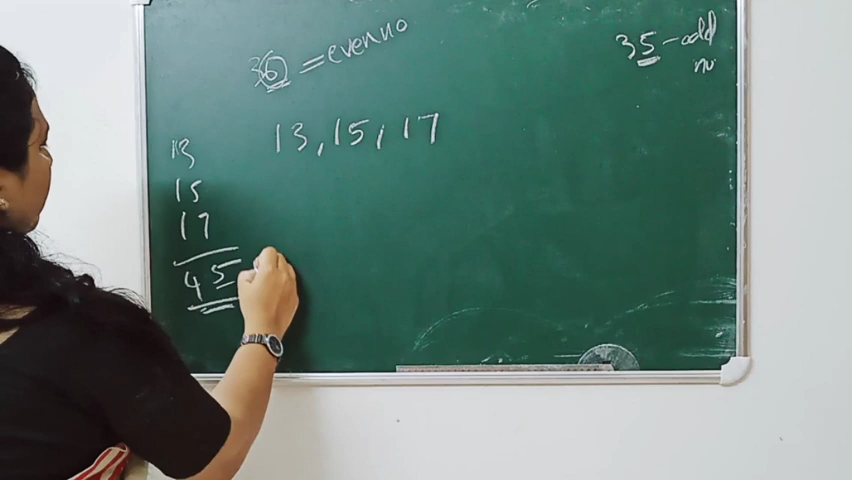 36 = even no
35 - odd
no
13, 15, 17
13
15
17
45